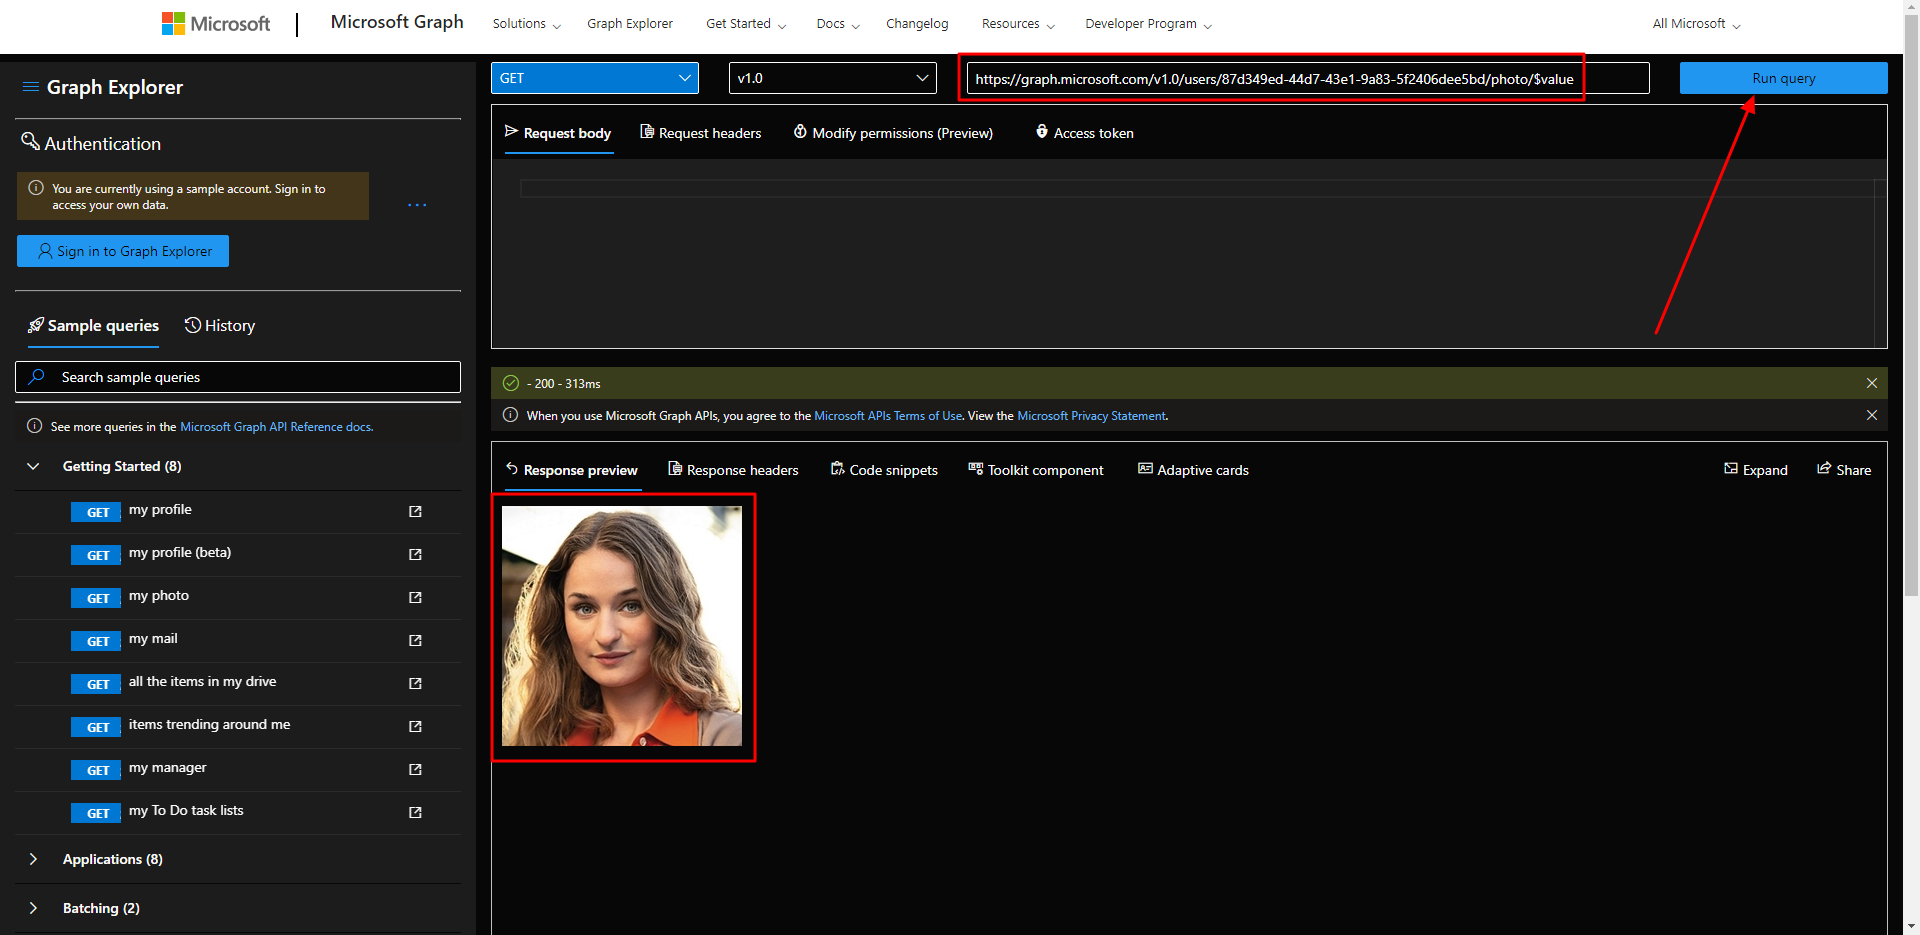 Microsoft
Microsoft Graph
Solutions
Graph Explorer
Get Started
Docs
Changelog
Resources
Developer Program
All Microsoft
Graph Explorer
Authentication
You are currently using a sample account. Sign in to
access your own data.
...
Sign in to Graph Explorer
Sample queries
History
Search sample queries
See more queries in the Microsoft Graph API Reference docs.
Getting Started (8)
GET my profile
GET my profile (beta)
GET my photo
GET my mail
GET all the items in my drive
GET items trending around me
GET my manager
GET my To Do task lists
Applications (8)
Batching (2)
GET
v1.0
https://graph.microsoft.com/v1.0/users/87d349ed-44d7-43e1-9a83-5f2406dee5bd/photo/$value
Run query
Request body
Request headers
Modify permissions (Preview)
Access token
- 200 - 313ms
When you use Microsoft Graph APIs, you agree to the Microsoft APIs Terms of Use. View the Microsoft Privacy Statement.
Response preview
Response headers
Code snippets
Toolkit component
Adaptive cards
Expand
Share